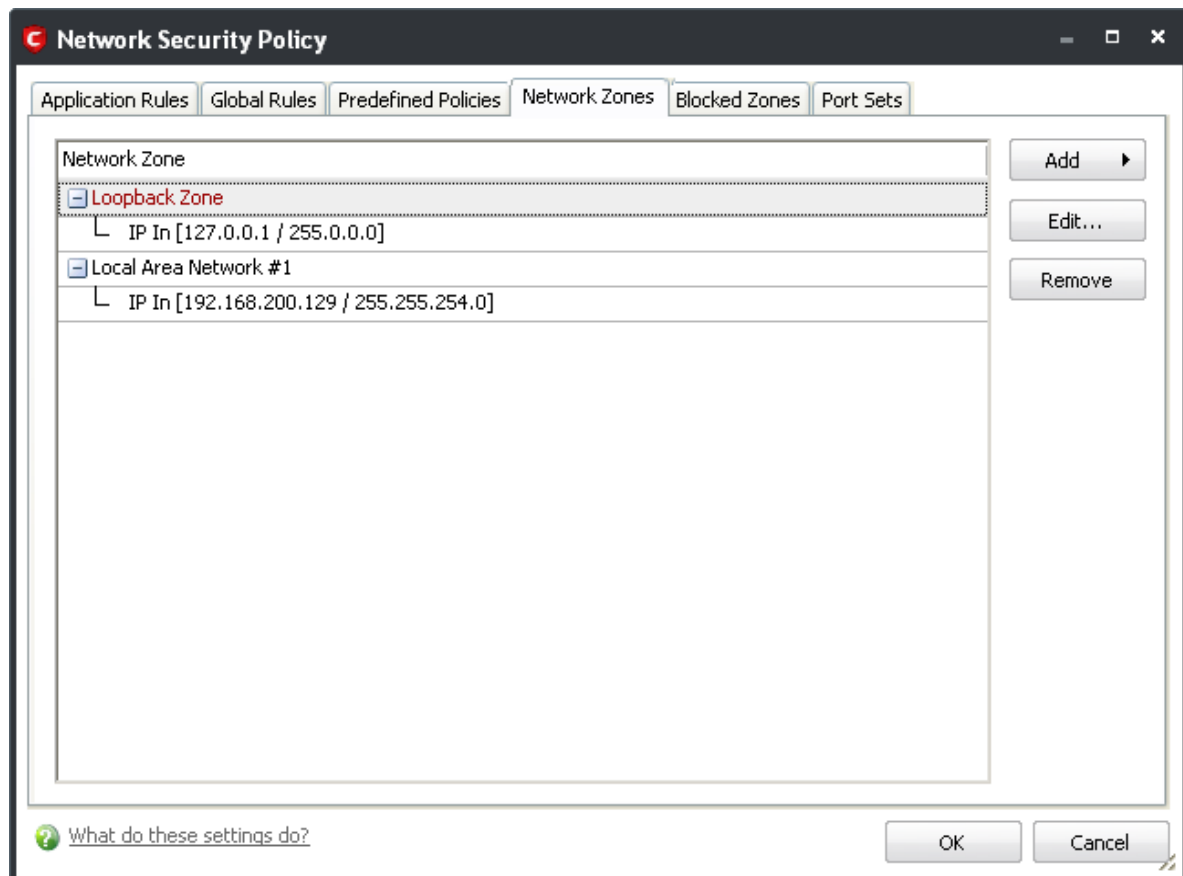 Network Security Policy
Application Rules Global Rules Predefined Policies Network Zones Blocked Zones Port Sets
Network Zone
Add
Loopback Zone
IP In [127.0.0.1 / 255.0.0.0]
Edit...
Local Area Network #1
Remove
IP In [192.168.200.129 / 255.255.254.0]
What do these settings do?
OK Cancel